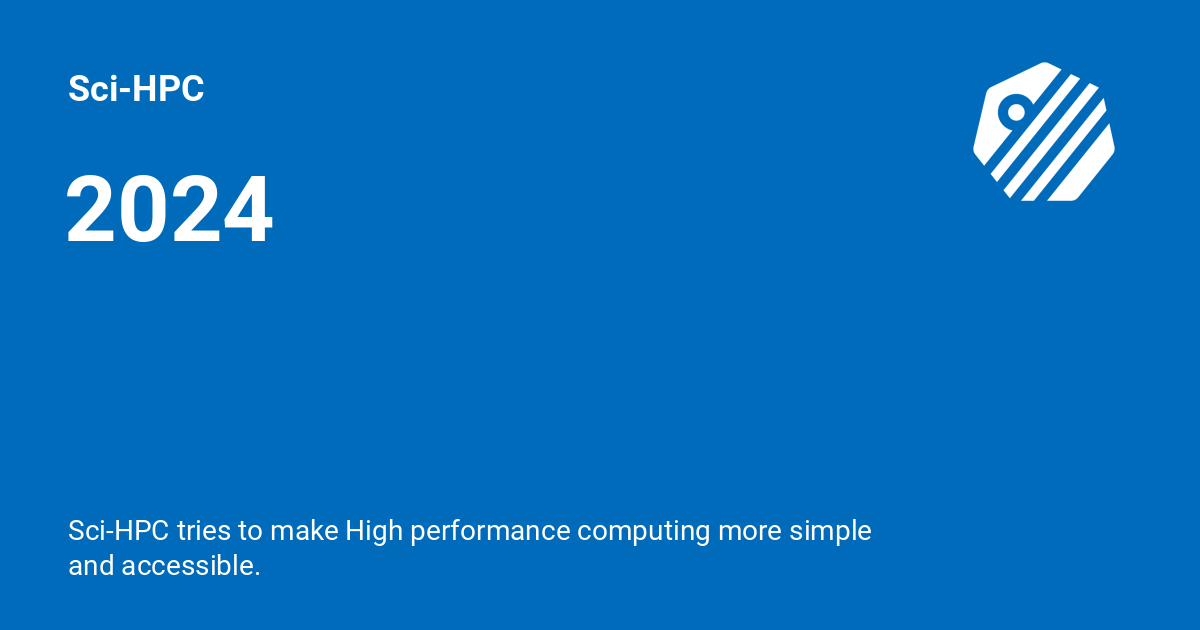 Sci-HPC
2024
Sci-HPC tries to make High performance computing more simple
and accessible.